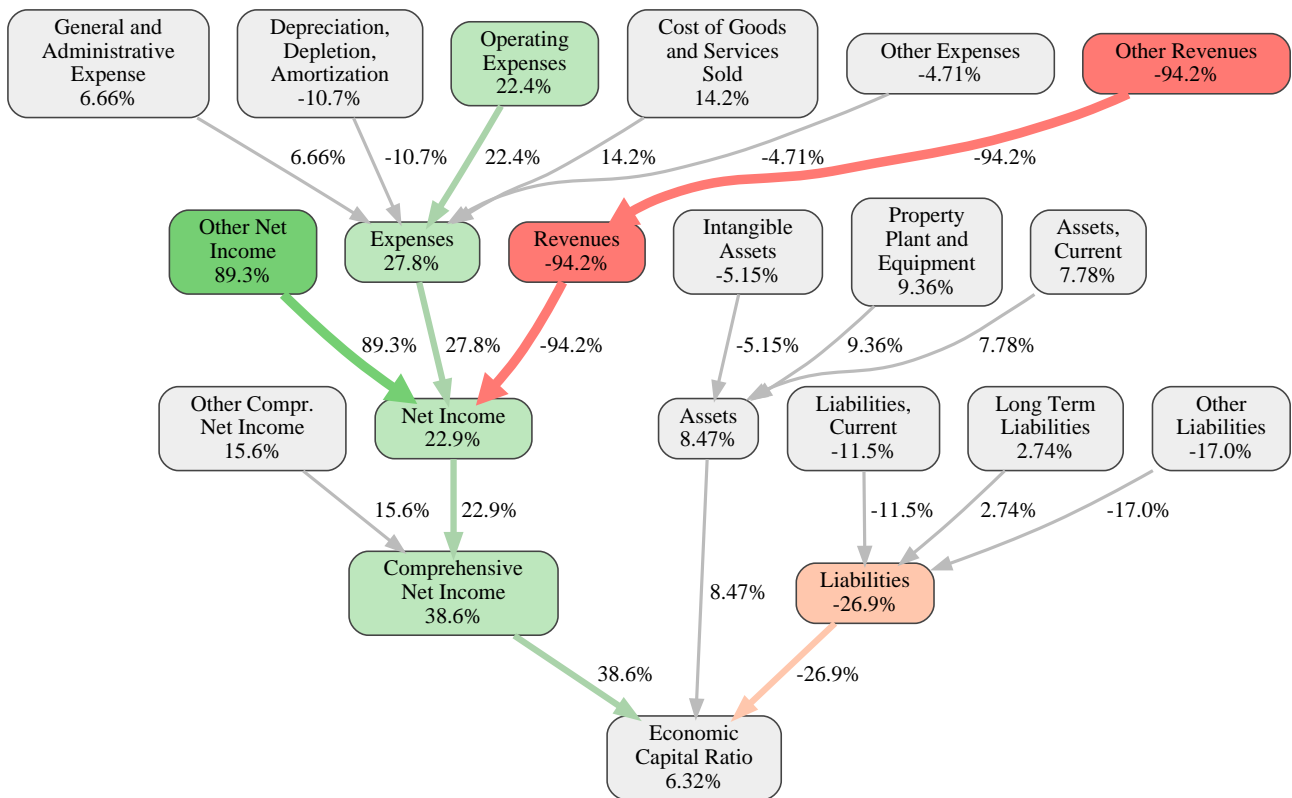 General and
Administrative
Expense
6.66%
Depreciation,
Depletion,
Amortization
-10.7%
Operating
Expenses
22.4%
Cost of Goods
and Services
Sold
14.2%
Other Expenses
-4.71%
Other Revenues
-94.2%
6.66%
-10.7%
22.4%
14.2%
-4.71%
-94.2%
Other Net
Income
89.3%
Expenses
27.8%
Revenues
-94.2%
Intangible
Assets
-5.15%
Property
Plant and
Equipment
9.36%
Assets,
Current
7.78%
89.3%
27.8%
-94.2%
-5.15%
9.36%
7.78%
Other Compr.
Net Income
15.6%
Net Income
22.9%
Assets
8.47%
Liabilities,
Current
-11.5%
Long Term
Liabilities
2.74%
Other
Liabilities
-17.0%
15.6%
22.9%
-11.5%
2.74%
-17.0%
Comprehensive
Net Income
38.6%
8.47%
Liabilities
-26.9%
38.6%
-26.9%
Economic
Capital Ratio
6.32%